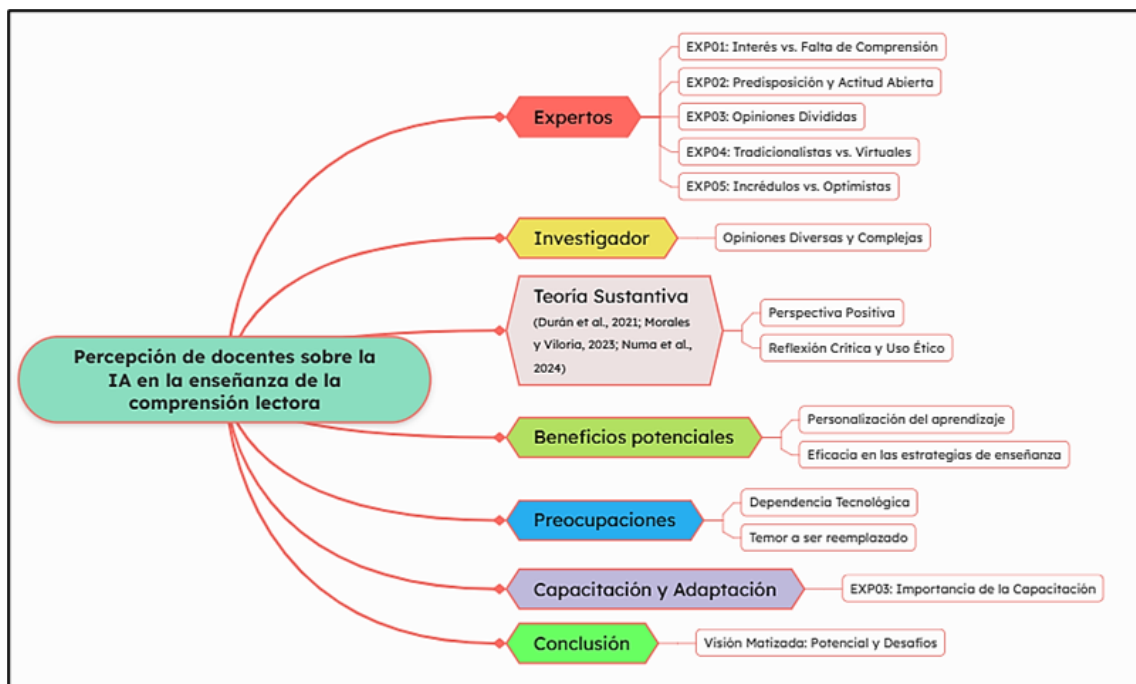 Percepción de docentes sobre la
IA en la enseñanza de la
comprensión lectora
Expertos
EXP01: Interés vs. Falta de Comprensión
EXP02: Predisposición y Actitud Abierta
EXP03: Opiniones Divididas
EXP04: Tradicionalistas vs. Virtuales
EXP05: Incrédulos vs. Optimistas
Investigador
Opiniones Diversas y Complejas
Teoría Sustantiva
(Durán et al., 2021; Morales
y Viloria, 2023; Numa et al.,
2024)
Perspectiva Positiva
Reflexión Crítica y Uso Ético
Beneficios potenciales
Personalización del aprendizaje
Eficacia en las estrategias de enseñanza
Preocupaciones
Dependencia Tecnológica
Temor a ser reemplazado
Capacitación y Adaptación
EXP03: Importancia de la Capacitación
Conclusión
Visión Matizada: Potencial y Desafíos